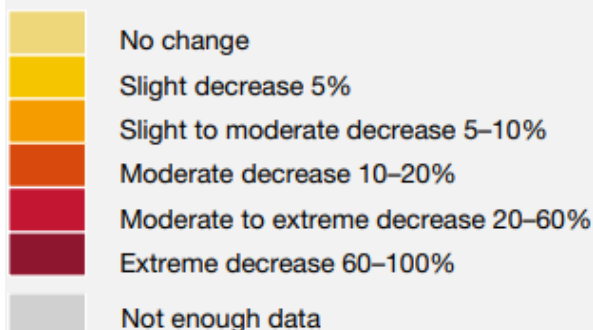 No change
Slight decrease 5%
Slight to moderate decrease 5–10%
Moderate decrease 10–20%
Moderate to extreme decrease 20–60%
Extreme decrease 60–100%
Not enough data